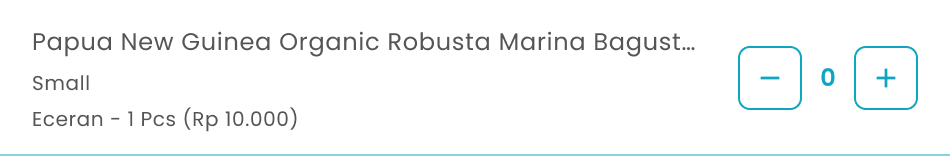 Papua New Guinea Organic Robusta Marina Bagust...
Small
Eceran - 1 Pcs (Rp 10.000)
− 0 +